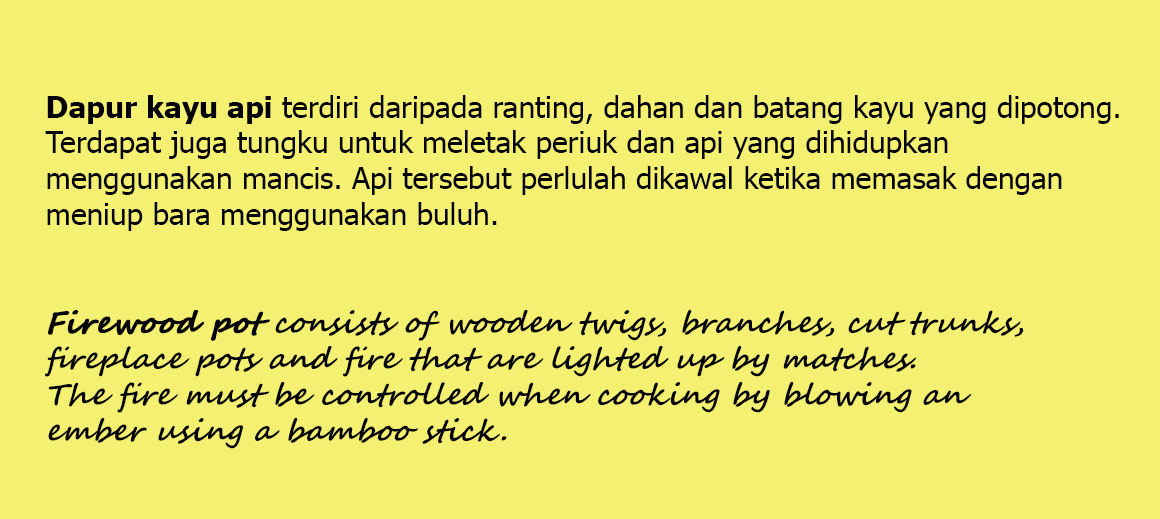 Dapur kayu api terdiri daripada ranting, dahan dan batang kayu yang dipotong.
Terdapat juga tungku untuk meletak periuk dan api yang dihidupkan
menggunakan mancis. Api tersebut perlulah dikawal ketika memasak dengan
meniup bara menggunakan buluh.
Firewood pot consists of wooden twigs, branches, cut trunks,
fireplace pots and fire that are lighted up by matches.
The fire must be controlled when cooking by blowing an
ember using a bamboo stick.